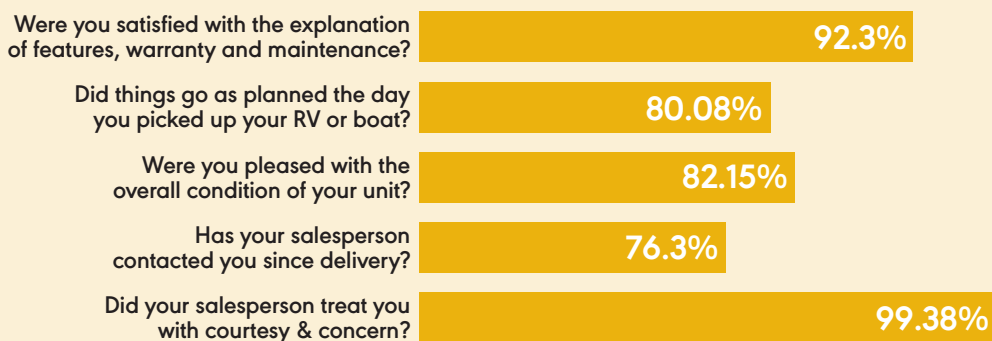 Were you satisfied with the explanation
of features, warranty and maintenance?
92.3%
Did things go as planned the day
you picked up your RV or boat?
80.08%
Were you pleased with the
overall condition of your unit?
82.15%
Has your salesperson
contacted you since delivery?
76.3%
Did your salesperson treat you
with courtesy & concern?
99.38%